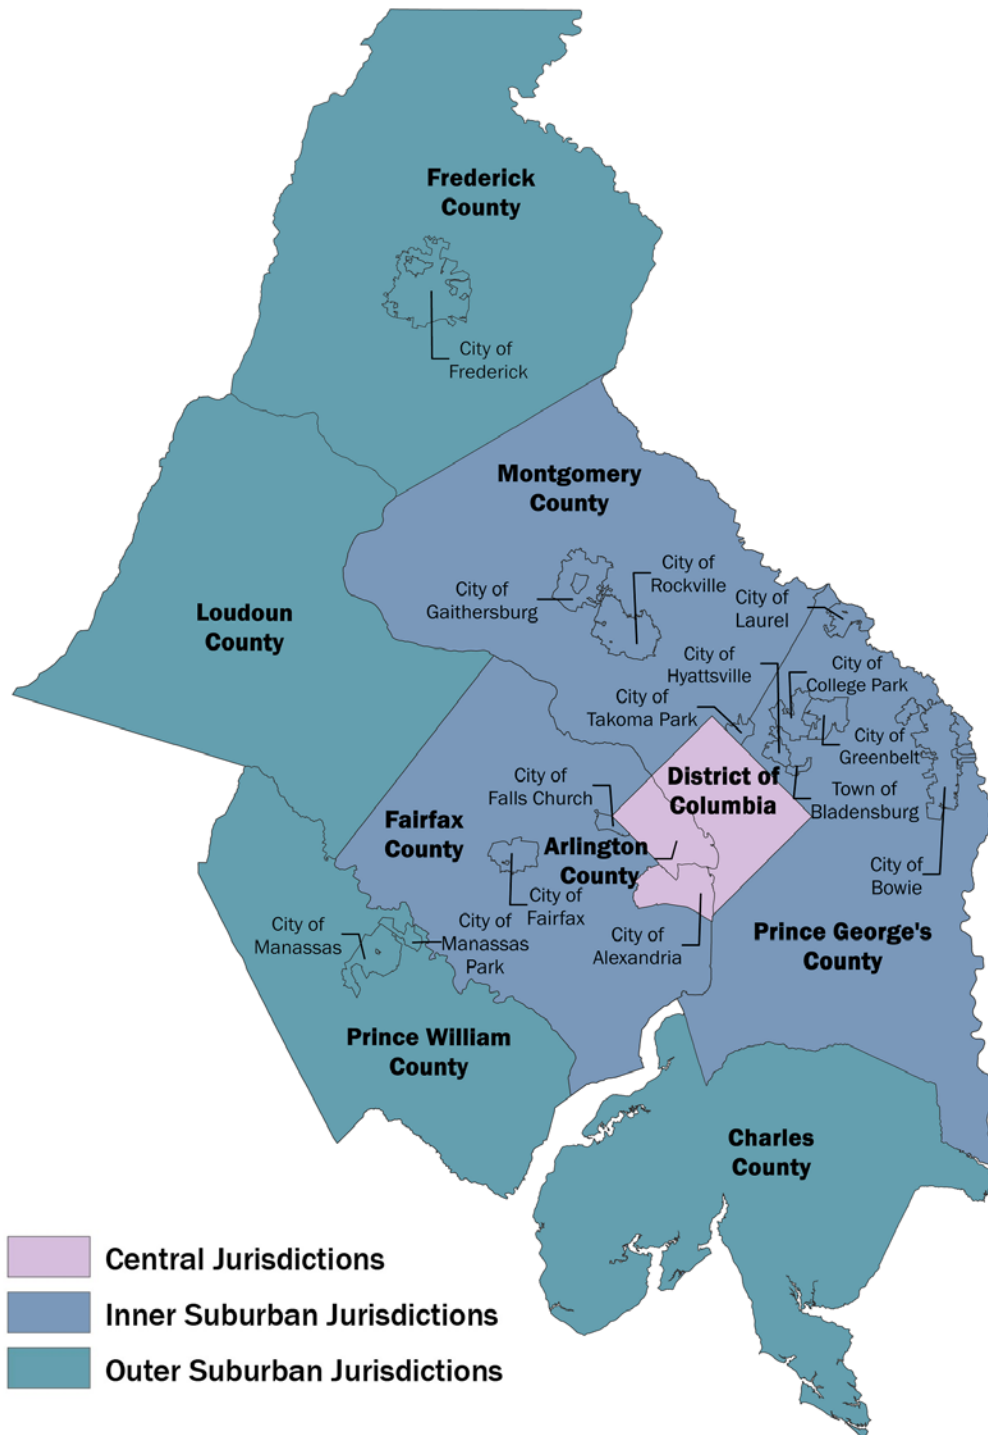 Frederick
County
City of
Frederick
Montgomery
County
City of
Rockville
City of
Gaithersburg
City of
Laurel
Loudoun
County
City of
Hyattsville
City of
College Park
City of
Takoma Park
City of
Greenbelt
District of
Columbia
City of
Falls Church
Town of
Bladensburg
Fairfax
County
Arlington
County
City of
Bowie
City of
Fairfax
City of
Manassas
City of
Manassas
Park
City of
Alexandria
Prince George's
County
Prince William
County
Charles
County
Central Jurisdictions
Inner Suburban Jurisdictions
Outer Suburban Jurisdictions